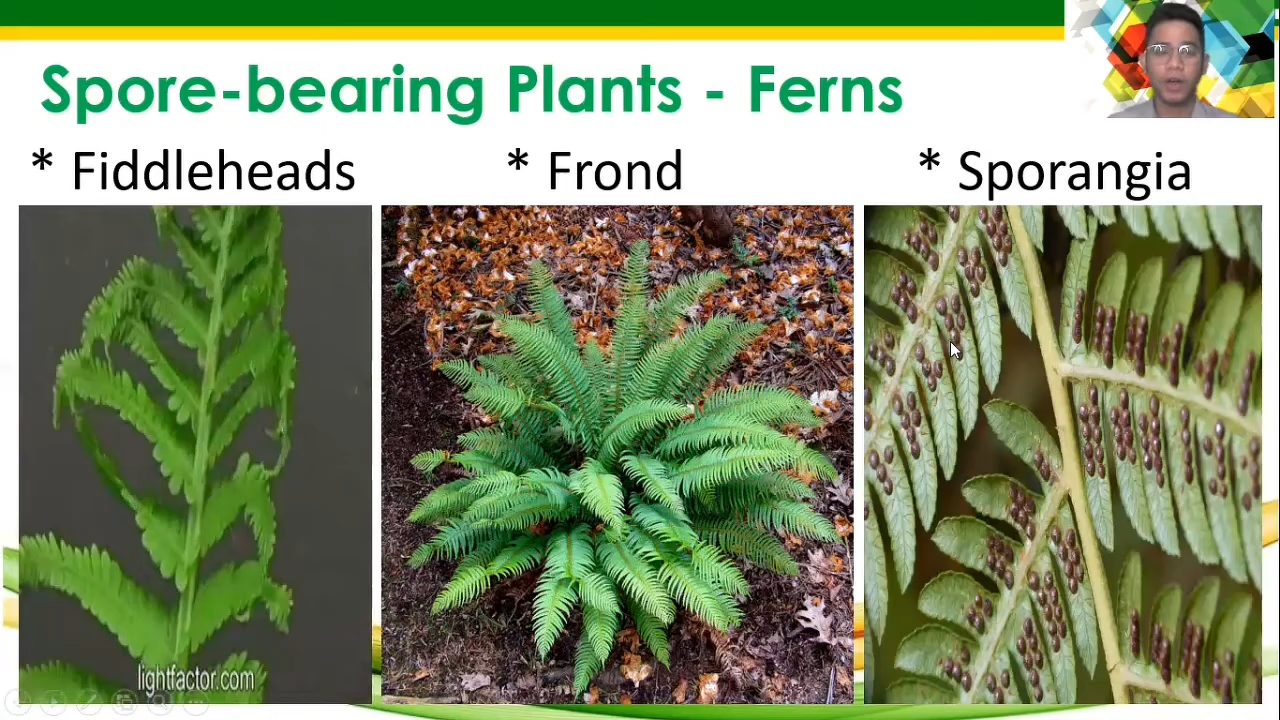 Spore-bearing Plants - Ferns
* Fiddleheads
* Frond
* Sporangia
lightfactor.com